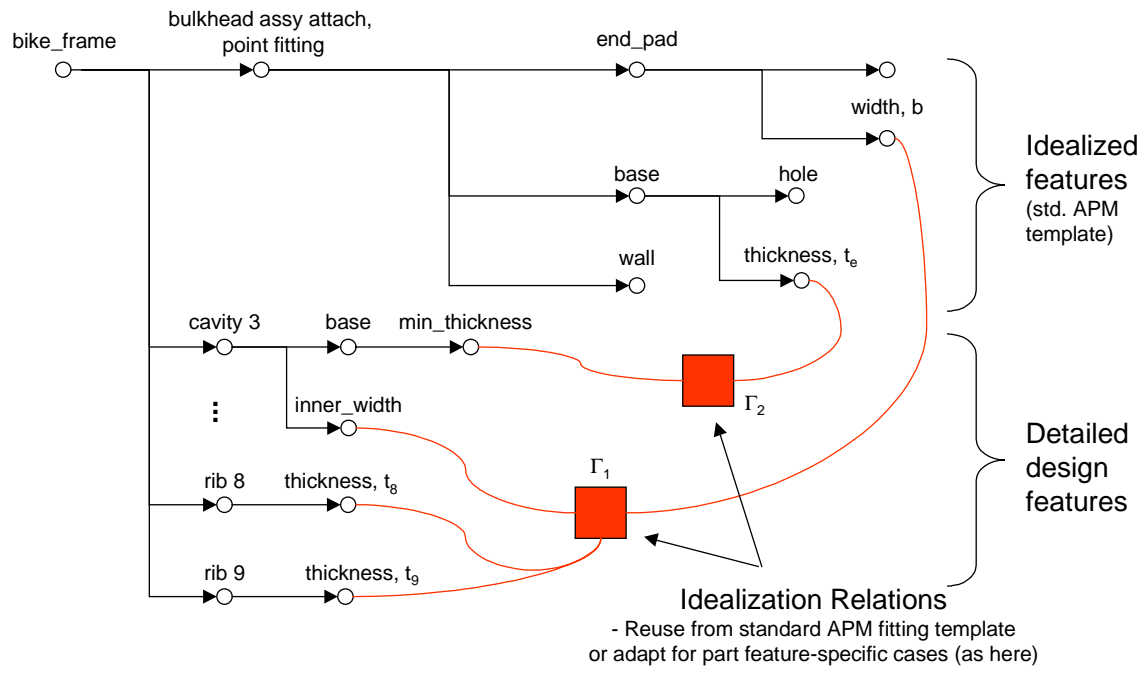 bulkhead assy attach,
point fitting
bike_frame
end_pad
width, b
Idealized
features
(std. APM
template)
base
hole
wall
thickness, te
cavity 3
base
min_thickness
Γ2
⋮
inner_width
Detailed
design
features
Γ1
rib 8
thickness, t8
rib 9
thickness, t9
Idealization Relations
- Reuse from standard APM fitting template
or adapt for part feature-specific cases (as here)